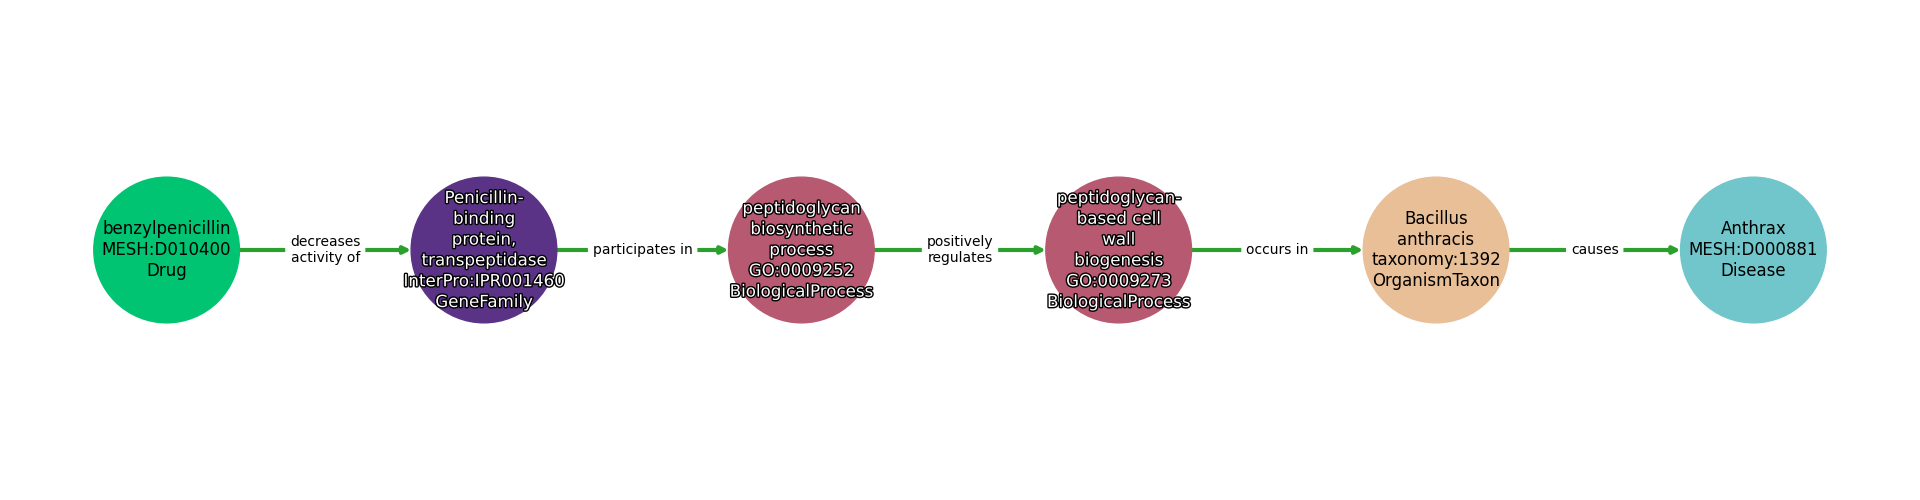 benzylpenicillin
MESH:D010400
Drug
decreases
activity of
Penicillin-
binding
protein,
transpeptidase
InterPro:IPR001460
GeneFamily
participates in
peptidoglycan
biosynthetic
process
GO:0009252
BiologicalProcess
positively
regulates
peptidoglycan-
based cell
wall
biogenesis
GO:0009273
BiologicalProcess
occurs in
Bacillus
anthracis
taxonomy:1392
OrganismTaxon
causes
Anthrax
MESH:D000881
Disease